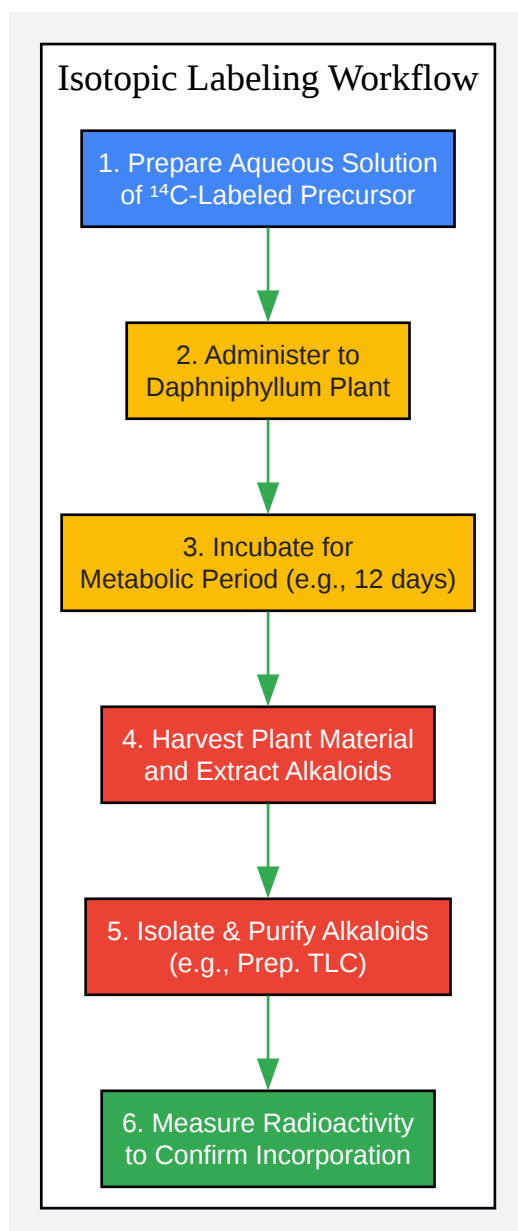 Isotopic Labeling Workflow
1. Prepare Aqueous Solution
of ¹⁴C-Labeled Precursor
2. Administer to
Daphniphyllum Plant
3. Incubate for
Metabolic Period (e.g., 12 days)
4. Harvest Plant Material
and Extract Alkaloids
5. Isolate & Purify Alkaloids
(e.g., Prep. TLC)
6. Measure Radioactivity
to Confirm Incorporation